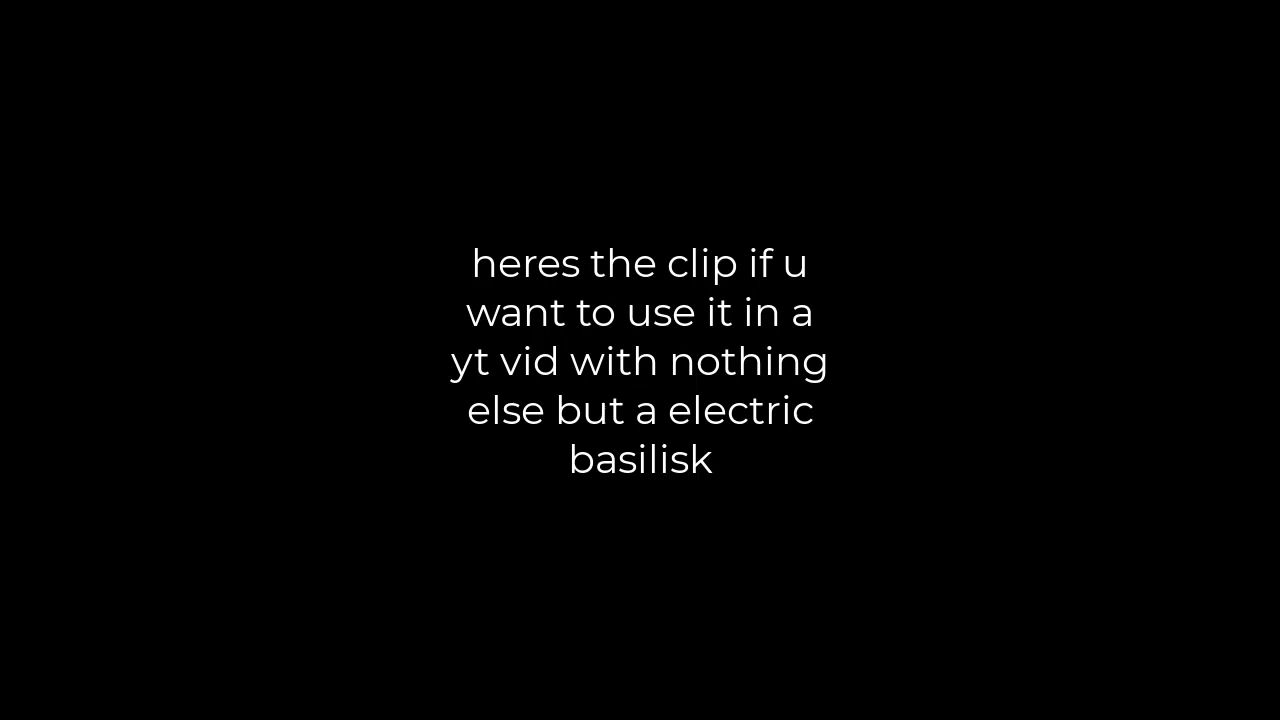 heres the clip if u
want to use it in a
yt vid with nothing
else but a electric
basilisk